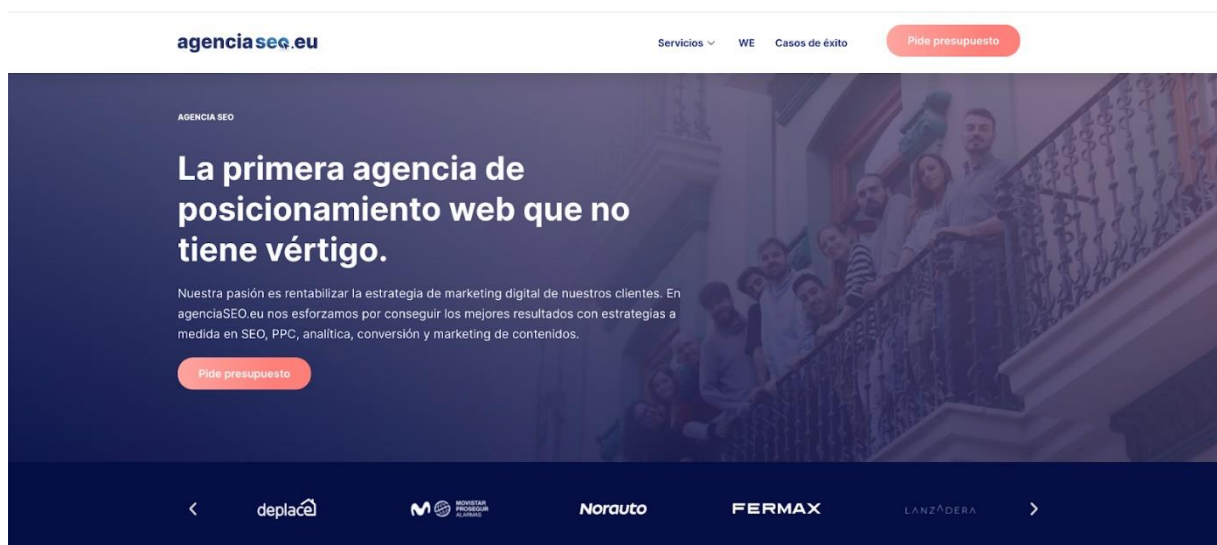 agenciaseo.eu
Servicios
WE
Casos de éxito
Pide presupuesto
AGENCIA SEO
La primera agencia de
posicionamiento web que no
tiene vértigo.
Nuestra pasión es rentabilizar la estrategia de marketing digital de nuestros clientes. En
agenciaSEO.eu nos esforzamos por conseguir los mejores resultados con estrategias a
medida en SEO, PPC, analítica, conversión y marketing de contenidos.
Pide presupuesto
deplace
MOVISTAR
PROSEGUR
ALARMAS
Norauto
FERMAX
LANZADERA